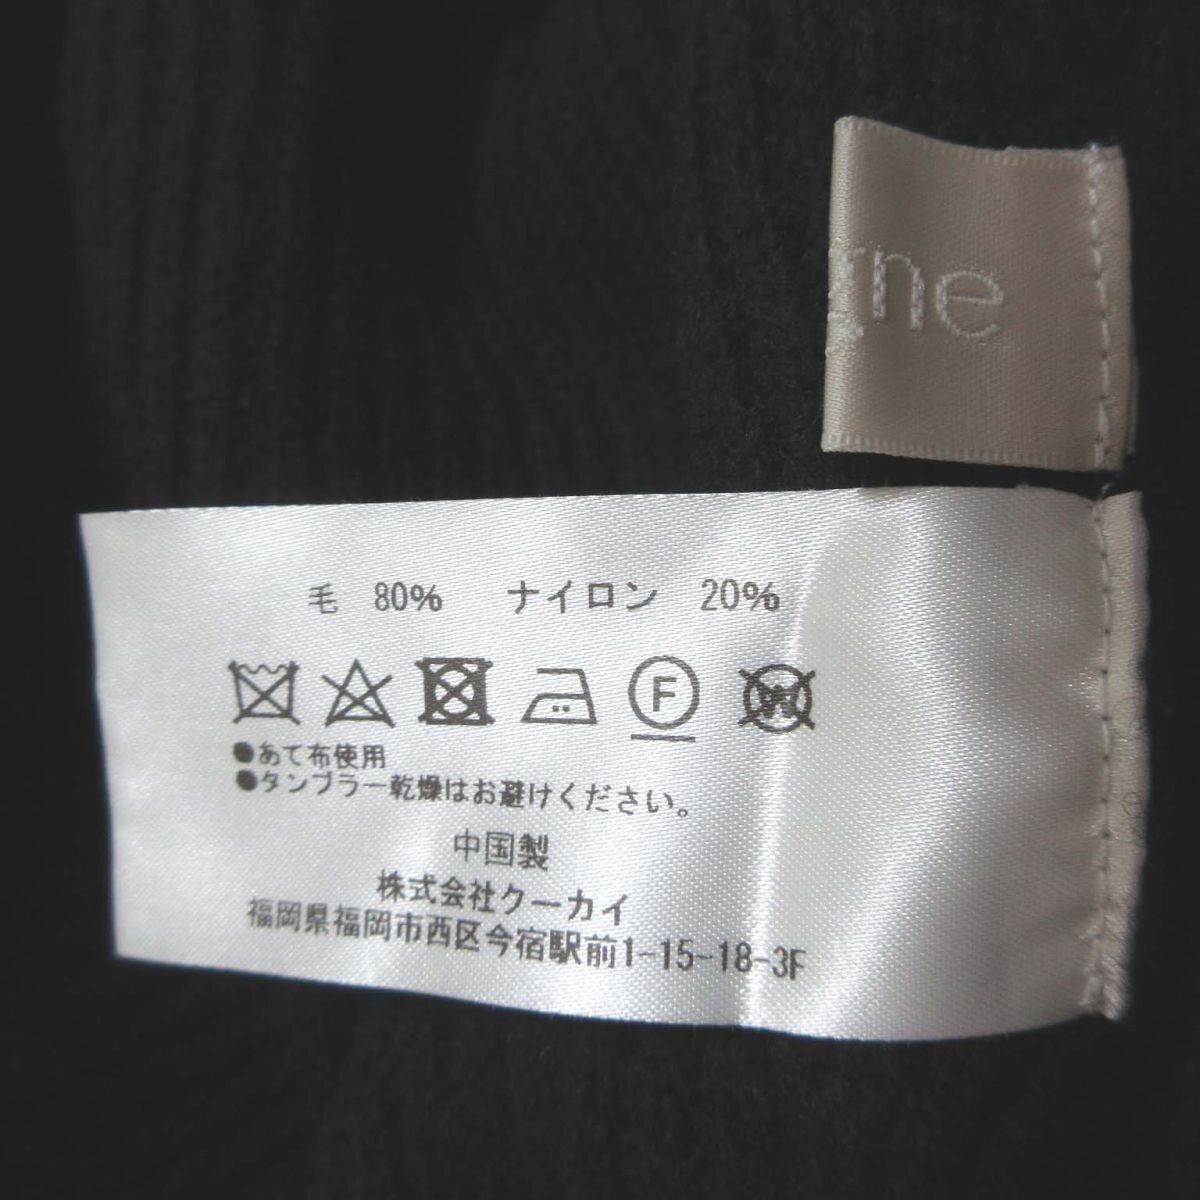 gne
毛 80% ナイロン 20%
F W
●あて布使用
●タンブラー乾燥はお避けください。
中国製
株式会社クーカイ
福岡県福岡市西区今宿駅前1-15-18-3F